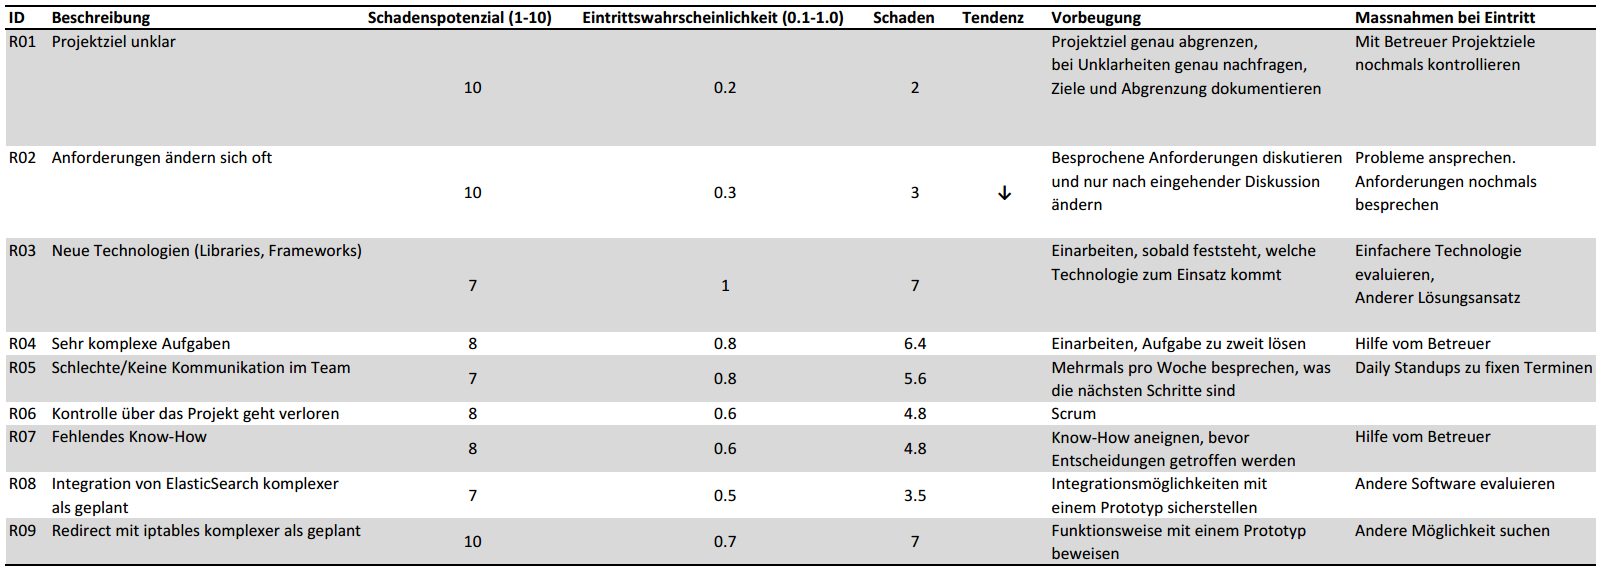 ID Beschreibung Schadenspotenzial (1-10) Eintrittswahrscheinlichkeit (0.1-1.0) Schaden Tendenz Vorbeugung Massnahmen bei Eintritt
R01 Projektziel unklar Projektziel genau abgrenzen, Mit Betreuer Projektziele
bei Unklarheiten genau nachfragen, nochmals kontrollieren
10 0.2 2 Ziele und Abgrenzung dokumentieren
R02 Anforderungen ändern sich oft Besprochene Anforderungen diskutieren Probleme ansprechen.
und nur nach eingehender Diskussion Anforderungen nochmals
10 0.3 3 ↓ ändern besprechen
R03 Neue Technologien (Libraries, Frameworks) Einarbeiten, sobald feststeht, welche Einfachere Technologie
Technologie zum Einsatz kommt evaluieren,
7 1 7 Anderer Lösungsansatz
R04 Sehr komplexe Aufgaben 8 0.8 6.4 Einarbeiten, Aufgabe zu zweit lösen Hilfe vom Betreuer
R05 Schlechte/Keine Kommunikation im Team Mehrmals pro Woche besprechen, was Daily Standups zu fixen Terminen
7 0.8 5.6 die nächsten Schritte sind
R06 Kontrolle über das Projekt geht verloren 8 0.6 4.8 Scrum
R07 Fehlendes Know-How Know-How aneignen, bevor Hilfe vom Betreuer
8 0.6 4.8 Entscheidungen getroffen werden
R08 Integration von ElasticSearch komplexer Integrationsmöglichkeiten mit Andere Software evaluieren
als geplant 7 0.5 3.5 einem Prototyp sicherstellen
R09 Redirect mit iptables komplexer als geplant Funktionsweise mit einem Prototyp Andere Möglichkeit suchen
10 0.7 7 beweisen